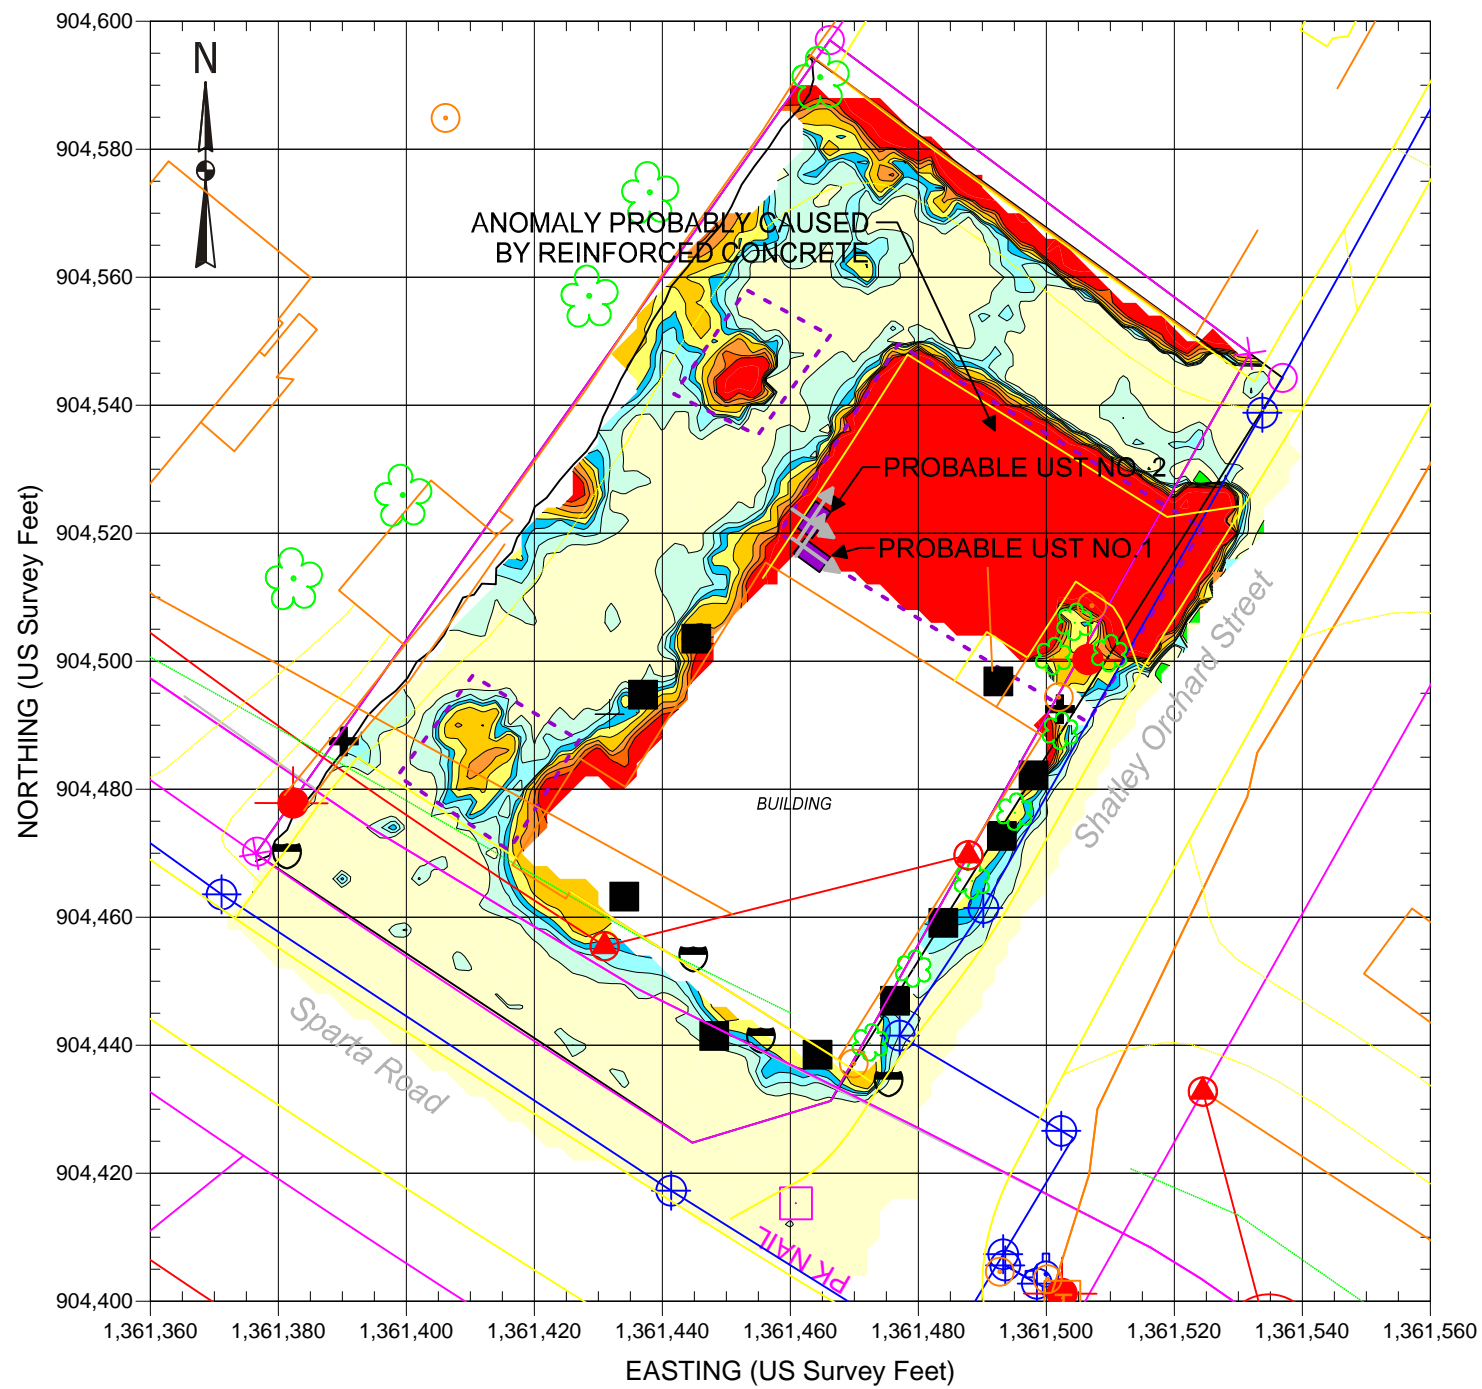 904,600
904,580
904,560
904,540
904,520
904,500
904,480
904,460
904,440
904,420
904,400
NORTHING (US Survey Feet)
N
ANOMALY PROBABLY CAUSED
BY REINFORCED CONCRETE
PROBABLE UST NO. 2
PROBABLE UST NO.1
BUILDING
Shatley Orchard Street
Sparta Road
PK NAIL
1,361,360
1,361,380
1,361,400
1,361,420
1,361,440
1,361,460
1,361,480
1,361,500
1,361,520
1,361,540
1,361,560
EASTING (US Survey Feet)